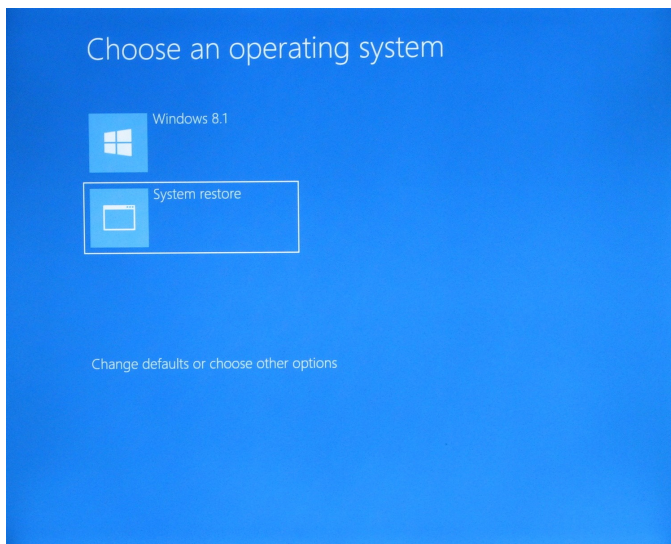 Choose an operating system
Windows 8.1
System restore
Change defaults or choose other options